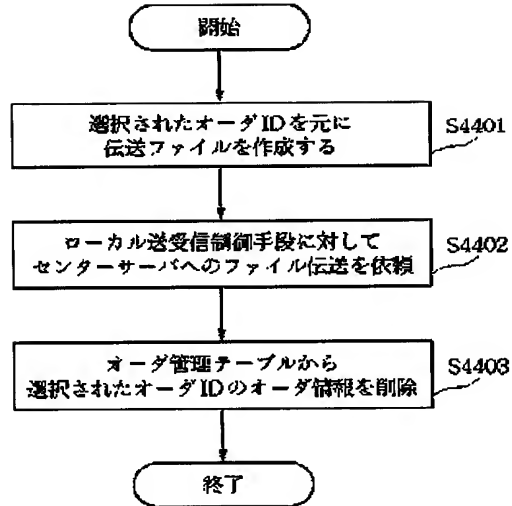 開始
選択されたオーダIDを元に
伝送ファイルを作成する
S4401
ローカル送受信制御手段に対して
センターサーバへのファイル伝送を依頼
S4402
オーダ管理テーブルから
選択されたオーダIDのオーダ情報を削除
S4403
終了